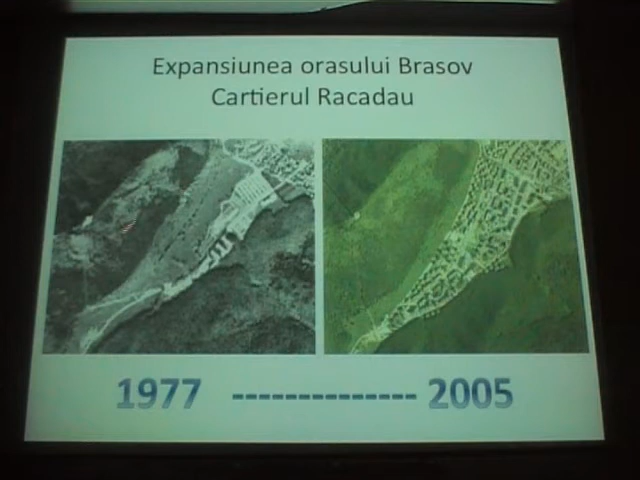 Expansiunea orasului Brasov
Cartierul Racadau
1977 -------------- 2005